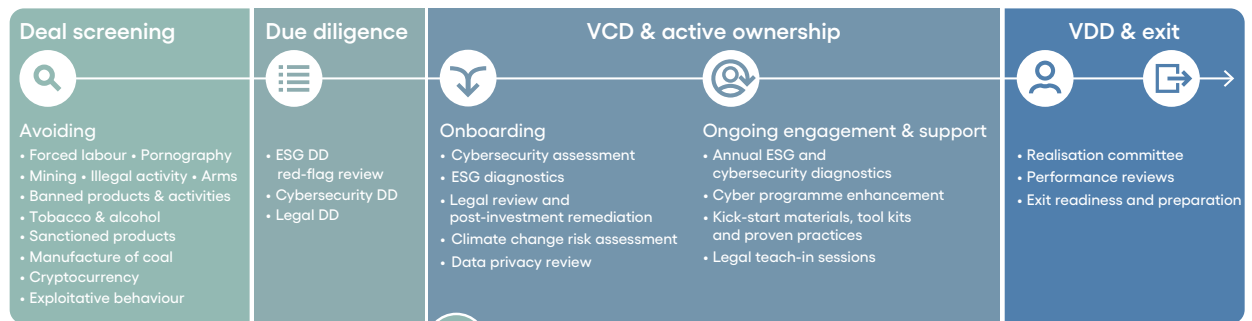 Deal screening
Avoiding
• Forced labour • Pornography
• Mining • Illegal activity • Arms
• Banned products & activities
• Tobacco & alcohol
• Sanctioned products
• Manufacture of coal
• Cryptocurrency
• Exploitative behaviour
Due diligence
• ESG DD
red-flag review
• Cybersecurity DD
• Legal DD
VCD & active ownership
Onboarding
• Cybersecurity assessment
• ESG diagnostics
• Legal review and
post-investment remediation
• Climate change risk assessment
• Data privacy review
Ongoing engagement & support
• Annual ESG and
cybersecurity diagnostics
• Cyber programme enhancement
• Kick-start materials, tool kits
and proven practices
• Legal teach-in sessions
VDD & exit
• Realisation committee
• Performance reviews
• Exit readiness and preparation